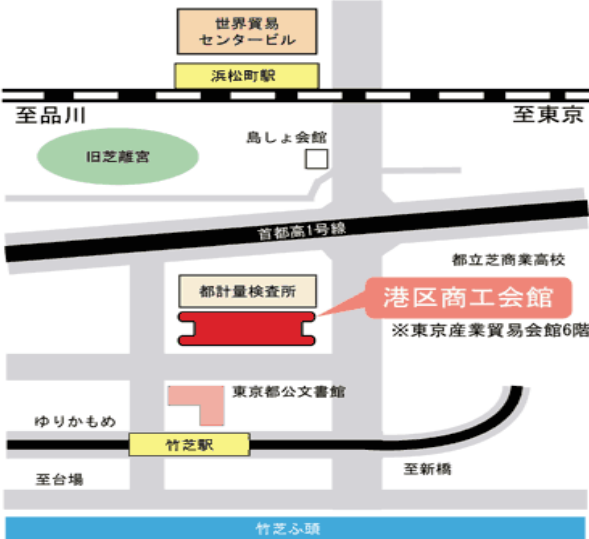 世界貿易
センタービル
浜松町駅
至品川
至東京
島しょ会館
旧芝離宮
首都高1号線
都立芝商業高校
都計量検査所
港区商工会館
※東京産業貿易会館6階
東京都公文書館
ゆりかもめ
竹芝駅
至新橋
至台場
竹芝ふ頭